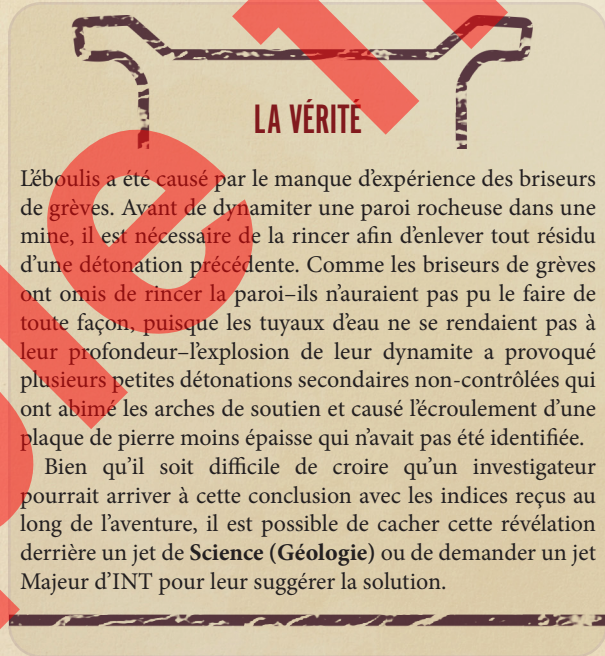 LA VÉRITÉ
L'éboulis a été causé par le manque d'expérience des briseurs
de grèves. Avant de dynamiter une paroi rocheuse dans une
mine, il est nécessaire de la rincer afin d'enlever tout résidu
d'une détonation précédente. Comme les briseurs de grèves
ont omis de rincer la paroi–ils n'auraient pas pu le faire de
toute façon, puisque les tuyaux d'eau ne se rendaient pas à
leur profondeur–l'explosion de leur dynamite a provoqué
plusieurs petites détonations secondaires non-contrôlées qui
ont abimé les arches de soutien et causé l'écroulement d'une
plaque de pierre moins épaisse qui n'avait pas été identifiée.
Bien qu'il soit difficile de croire qu'un investigateur
pourrait arriver à cette conclusion avec les indices reçus au
long de l'aventure, il est possible de cacher cette révélation
derrière un jet de Science (Géologie) ou de demander un jet
Majeur d'INT pour leur suggérer la solution.